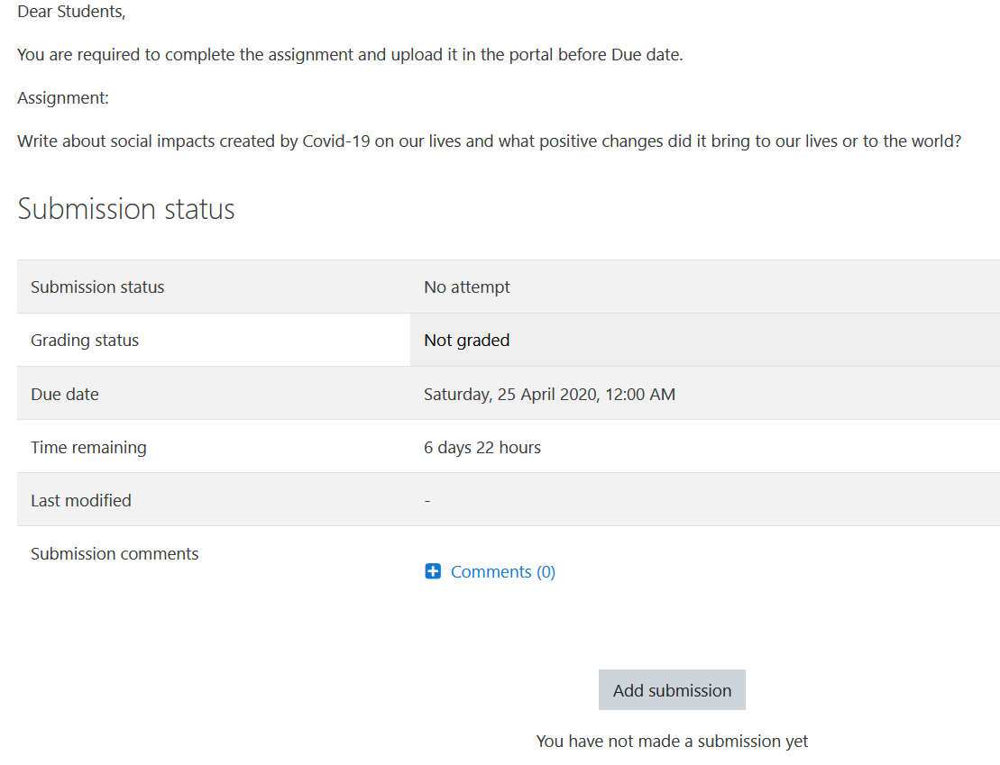 Dear Students,
You are required to complete the assignment and upload it in the portal before Due date.
Assignment:
Write about social impacts created by Covid-19 on our lives and what positive changes did it bring to our lives or to the world?
Submission status
Submission status No attempt
Grading status Not graded
Due date Saturday, 25 April 2020, 12:00 AM
Time remaining 6 days 22 hours
Last modified -
Submission comments
Comments (0)
Add submission
You have not made a submission yet